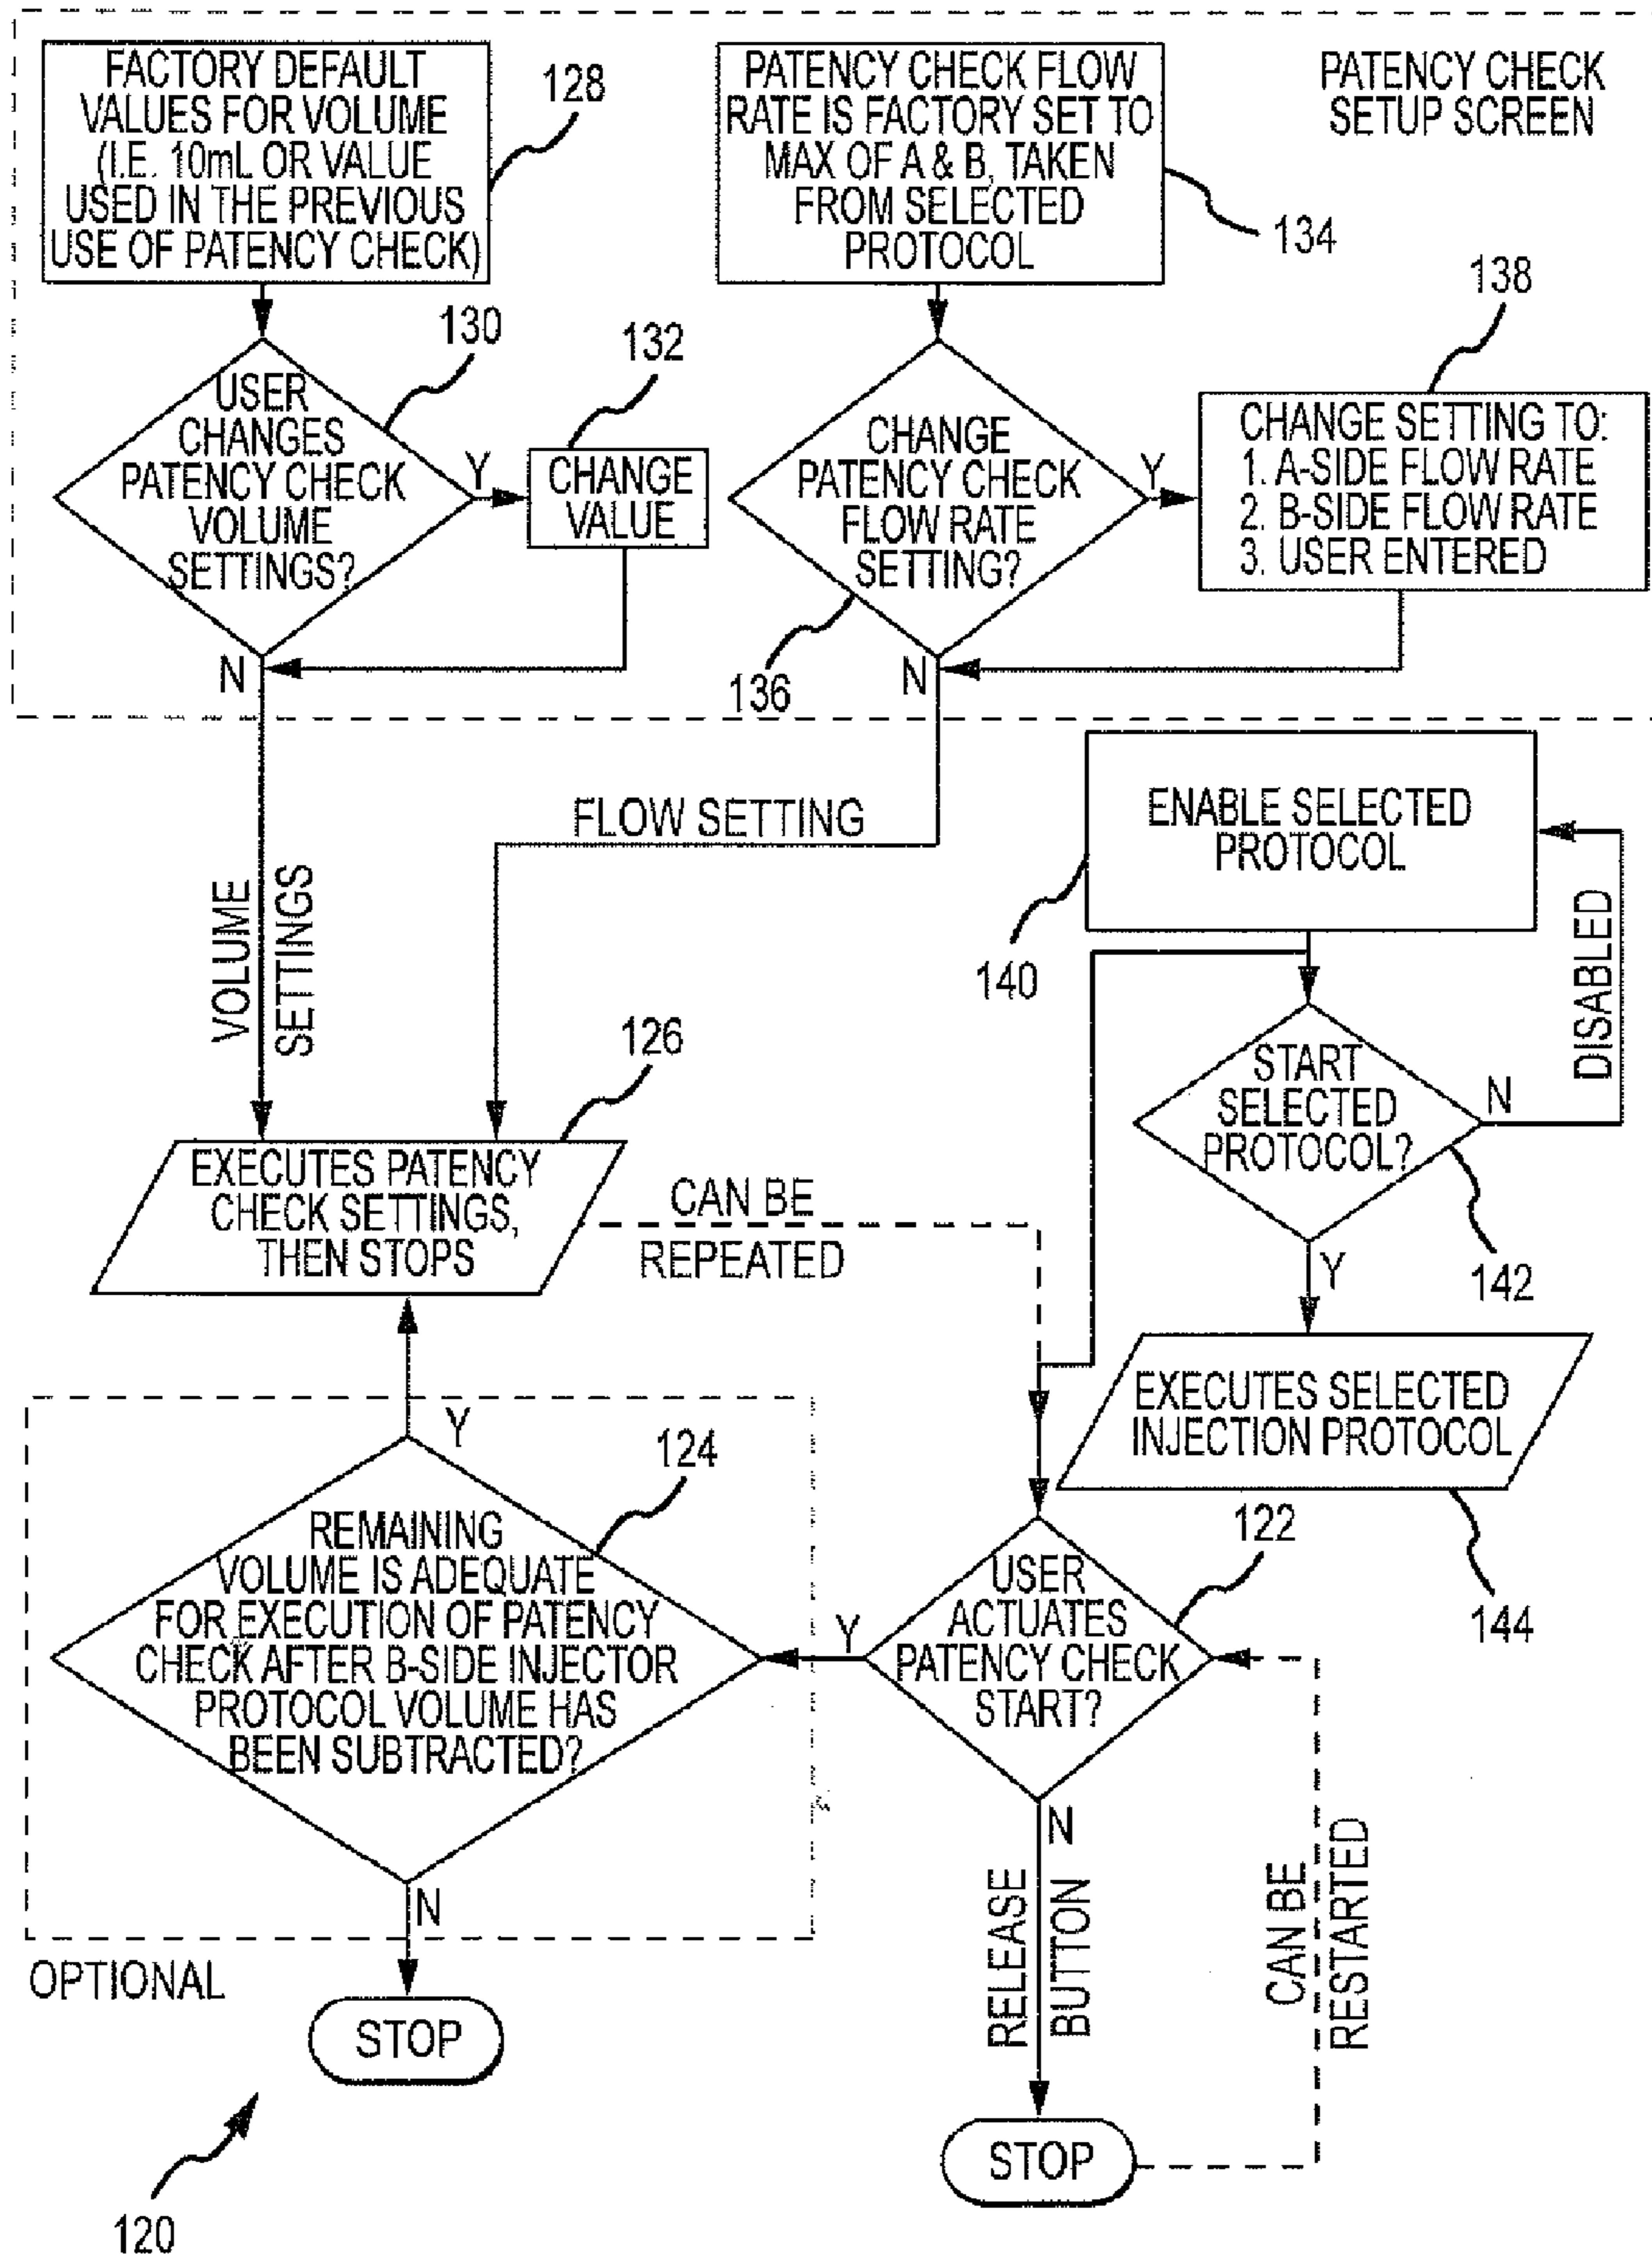 FACTORY DEFAULT
VALUES FOR VOLUME
(I.E. 10mL OR VALUE
USED IN THE PREVIOUS
USE OF PATENCY CHECK)
128
PATENCY CHECK FLOW
RATE IS FACTORY SET TO
MAX OF A & B, TAKEN
FROM SELECTED
PROTOCOL
134
PATENCY CHECK
SETUP SCREEN
USER
CHANGES
PATENCY CHECK
VOLUME
SETTINGS?
130
Y
N
132
CHANGE
VALUE
CHANGE
PATENCY CHECK
FLOW RATE
SETTING?
136
Y
N
138
CHANGE SETTING TO:
1. A-SIDE FLOW RATE
2. B-SIDE FLOW RATE
3. USER ENTERED
VOLUME
SETTINGS
FLOW SETTING
ENABLE SELECTED
PROTOCOL
140
DISABLED
START
SELECTED
PROTOCOL?
N
Y
142
126
EXECUTES PATENCY
CHECK SETTINGS,
THEN STOPS
CAN BE
REPEATED
EXECUTES SELECTED
INJECTION PROTOCOL
144
Y
124
REMAINING
VOLUME IS ADEQUATE
FOR EXECUTION OF PATENCY
CHECK AFTER B-SIDE INJECTOR
PROTOCOL VOLUME HAS
BEEN SUBTRACTED?
N
OPTIONAL
STOP
122
USER
ACTUATES
PATENCY CHECK
START?
Y
N
RELEASE
BUTTON
CAN BE
RESTARTED
STOP
120